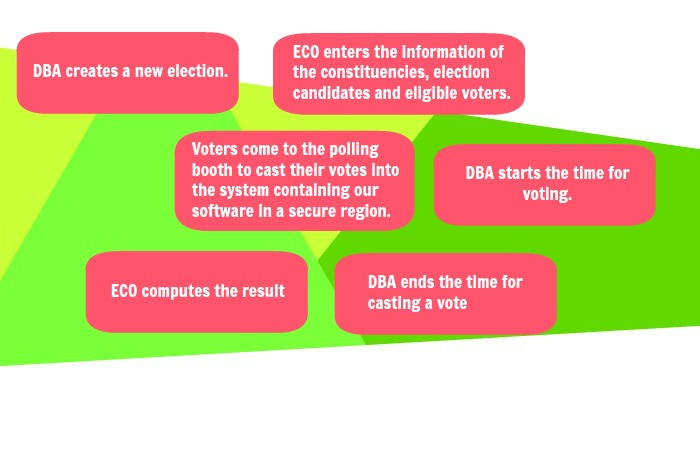 DBA creates a new election.
ECO enters the information of
the constituencies, election
candidates and eligible voters.
Voters come to the polling
booth to cast their votes into
the system containing our
software in a secure region.
DBA starts the time for
voting.
ECO computes the result
DBA ends the time for
casting a vote